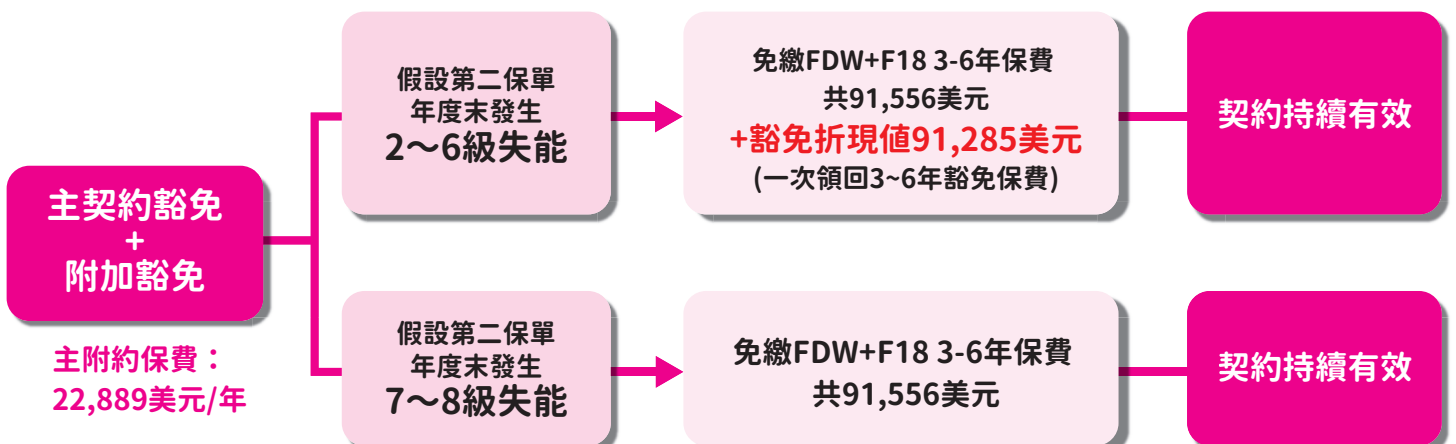 主契約豁免
+
附加豁免
主附約保費：
22,889美元/年
假設第二保單
年度末發生
2～6級失能
免繳FDW+F18 3-6年保費
共91,556美元
+豁免折現值91,285美元
(一次領回3~6年豁免保費)
契約持續有效
假設第二保單
年度末發生
7～8級失能
免繳FDW+F18 3-6年保費
共91,556美元
契約持續有效